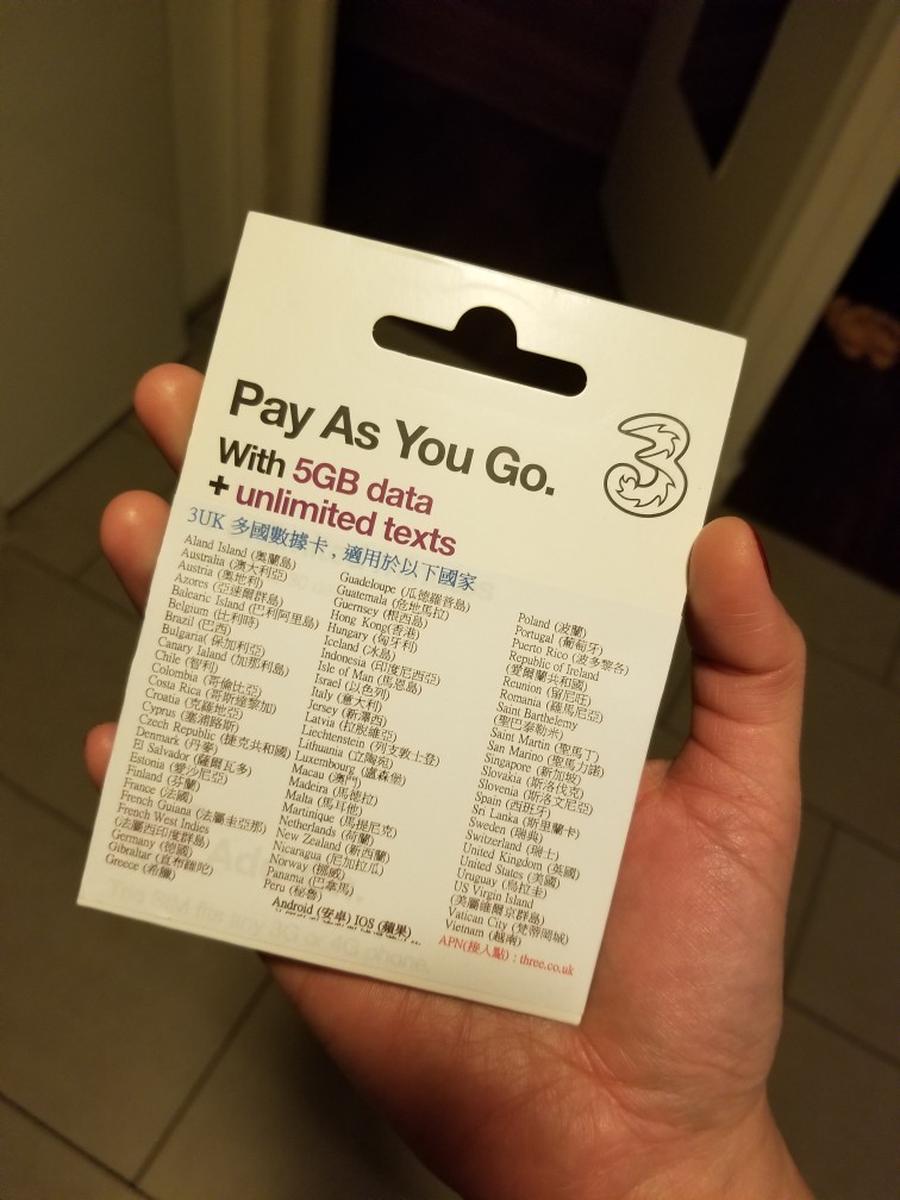 Pay As You Go.
3
With 5GB data
+ unlimited texts
3UK 多國數據卡，適用於以下國家
Aland Island (奧蘭島)
Australia (澳大利亞)
Austria (奧地利)
Azores (亞速爾群島)
Balearic Island (巴利阿里島)
Belgium (比利時)
Brazil (巴西)
Bulgaria( 保加利亞)
Canary Ialand (加那利島)
Chile (智利)
Colombia (哥倫比亞)
Costa Rica (哥斯達黎加)
Croatia (克羅地亞)
Cyprus (塞浦路斯)
Czech Republic (捷克共和國)
Denmark (丹麥)
El Salvador (薩爾瓦多)
Estonia (愛沙尼亞)
Finland (芬蘭)
France (法國)
French Guiana (法屬圭亞那)
French West Indies
(法屬西印度群島)
Germany (德國)
Gibraltar (直布羅陀)
Greece (希臘)
Guadeloupe (瓜德羅普島)
Guatemala (危地馬拉)
Guernsey (根西島)
Hong Kong(香港)
Hungary (匈牙利)
Iceland (冰島)
Indonesia (印度尼西亞)
Isle of Man (馬恩島)
Israel (以色列)
Italy (意大利)
Jersey (新澤西)
Latvia (拉脫維亞)
Liechtenstein (列支敦士登)
Lithuania (立陶宛)
Luxembourg (盧森堡)
Macau (澳門)
Madeira (馬德拉)
Malta (馬耳他)
Martinique (馬提尼克)
Netherlands (荷蘭)
New Zealand (新西蘭)
Nicaragua (尼加拉瓜)
Norway (挪威)
Panama (巴拿馬)
Peru (秘魯)
Android (安卓) IOS (蘋果)
Poland (波蘭)
Portugal (葡萄牙)
Puerto Rico (波多黎各)
Republic of Ireland
(愛爾蘭共和國)
Reunion (留尼旺)
Romania (羅馬尼亞)
Saint Barthelemy
(聖巴泰勒米)
Saint Martin (聖馬丁)
San Marino (聖馬力諾)
Singapore (新加坡)
Slovakia (斯洛伐克)
Slovenia (斯洛文尼亞)
Spain (西班牙)
Sri Lanka (斯里蘭卡)
Sweden (瑞典)
Switzerland (瑞士)
United Kingdom (英國)
United States (美國)
Uruguay (烏拉圭)
US Virgin Island
(美屬維爾京群島)
Vatican City (梵蒂岡城)
Vietnam (越南)
APN(接入點) : three.co.uk